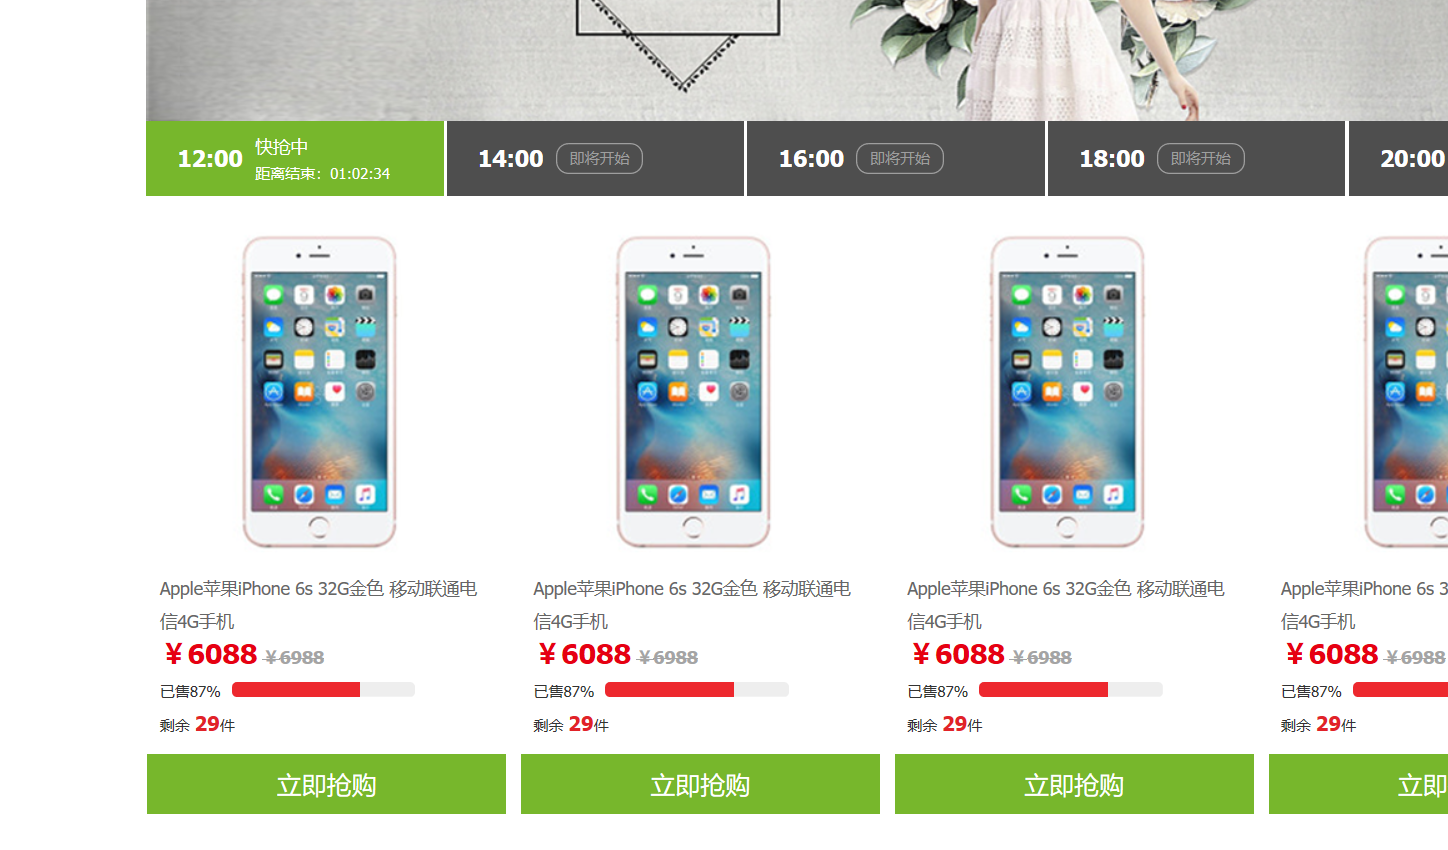 12:00 快抢中
距离结束：01:02:34
14:00 即将开始
16:00 即将开始
18:00 即将开始
20:00
Apple苹果iPhone 6s 32G金色 移动联通电
信4G手机
￥6088 ￥6988
已售87%
剩余 29件
立即抢购
Apple苹果iPhone 6s 32G金色 移动联通电
信4G手机
￥6088 ￥6988
已售87%
剩余 29件
立即抢购
Apple苹果iPhone 6s 32G金色 移动联通电
信4G手机
￥6088 ￥6988
已售87%
剩余 29件
立即抢购
Apple苹果iPhone 6s 3
信4G手机
￥6088 ￥6988
已售87%
剩余 29件
立即